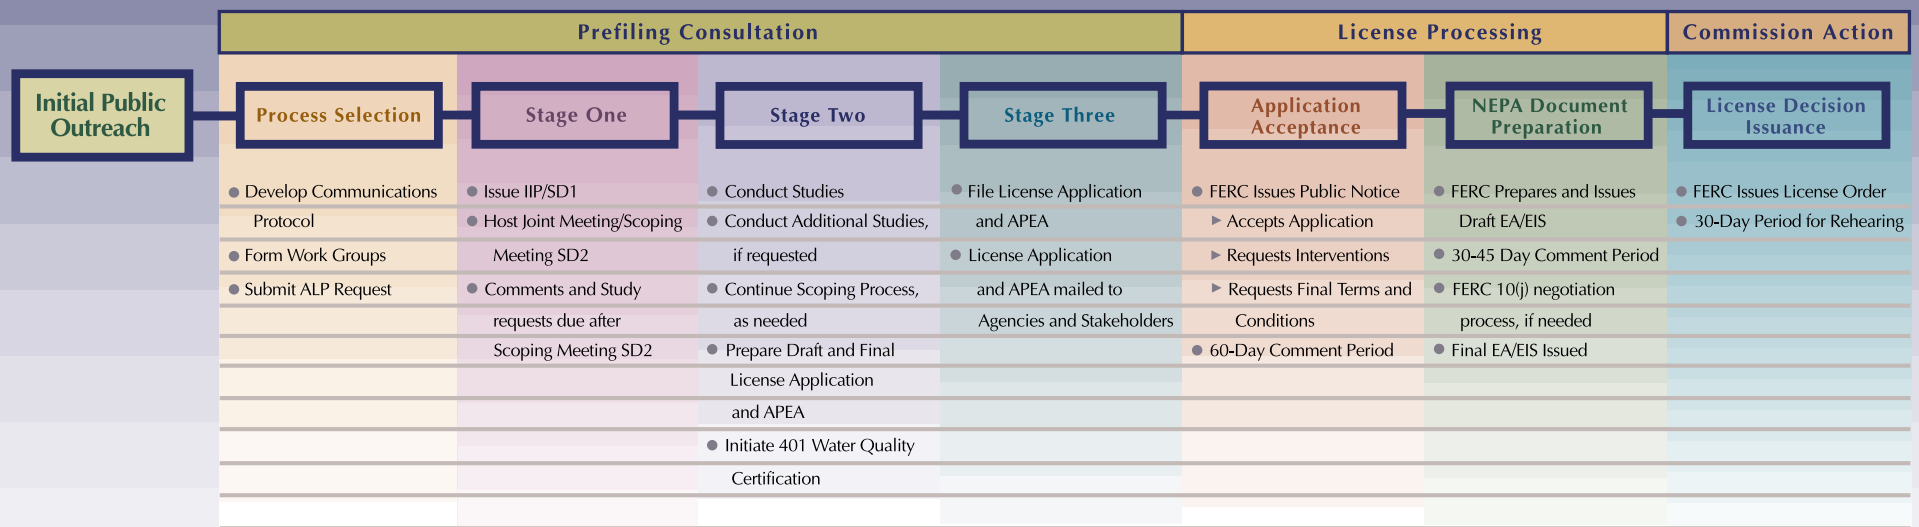 Prefiling Consultation
License Processing
Commission Action
Initial Public
Outreach
Process Selection
Stage One
Stage Two
Stage Three
Application
Acceptance
NEPA Document
Preparation
License Decision
Issuance
Develop Communications
Protocol
Form Work Groups
Submit ALP Request
Issue IIP/SD1
Host Joint Meeting/Scoping
Meeting SD2
Comments and Study
requests due after
Scoping Meeting SD2
Conduct Studies
Conduct Additional Studies,
if requested
Continue Scoping Process,
as needed
Prepare Draft and Final
License Application
and APEA
Initiate 401 Water Quality
Certification
File License Application
and APEA
License Application
and APEA mailed to
Agencies and Stakeholders
FERC Issues Public Notice
Accepts Application
Requests Interventions
Requests Final Terms and
Conditions
60-Day Comment Period
FERC Prepares and Issues
Draft EA/EIS
30-45 Day Comment Period
FERC 10(j) negotiation
process, if needed
Final EA/EIS Issued
FERC Issues License Order
30-Day Period for Rehearing